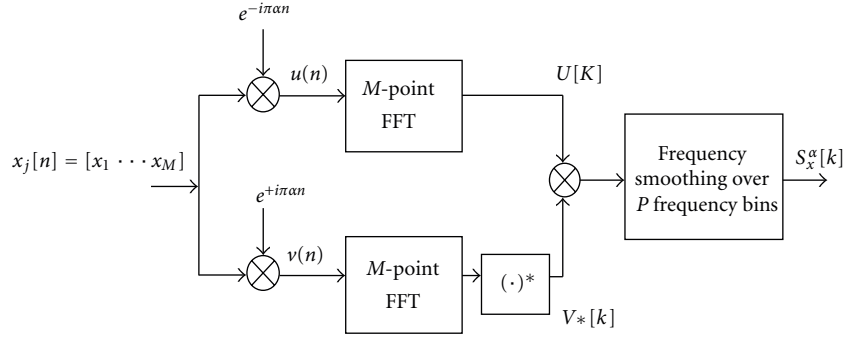 e^{−iπαn}
u(n)
M-point
FFT
U[K]
x_j[n] = [x_1 · · · x_M]
Frequency
smoothing over
P frequency bins
S_x^α[k]
e^{+iπαn}
v(n)
M-point
FFT
(·)*
V*[k]